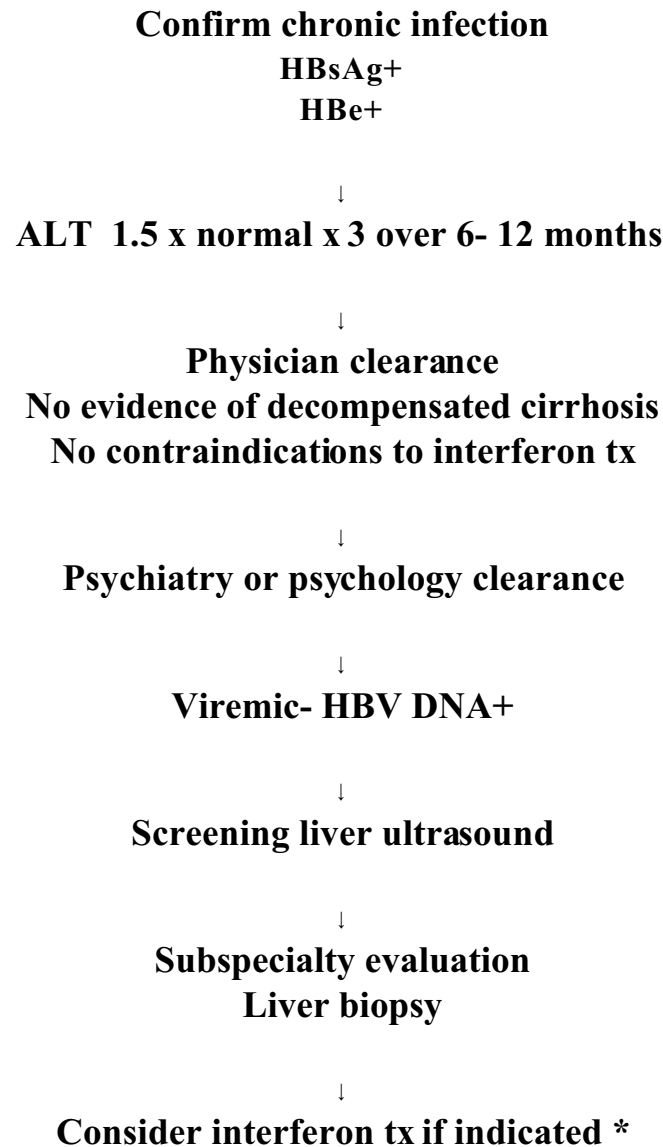 Confirm chronic infection
HBsAg+
HBe+
↓
ALT 1.5 x normal x 3 over 6- 12 months
↓
Physician clearance
No evidence of decompensated cirrhosis
No contraindications to interferon tx
↓
Psychiatry or psychology clearance
↓
Viremic- HBV DNA+
↓
Screening liver ultrasound
↓
Subspecialty evaluation
Liver biopsy
↓
Consider interferon tx if indicated *